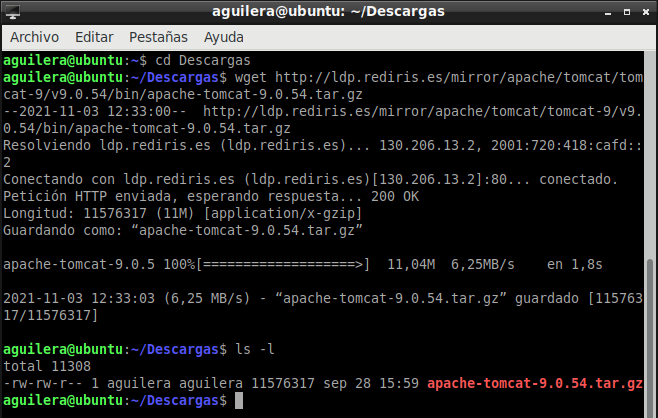 aguilera@ubuntu: ~/Descargas
Archivo Editar Pestañas Ayuda
aguilera@ubuntu:~$ cd Descargas
aguilera@ubuntu:~/Descargas$ wget http://ldp.rediris.es/mirror/apache/tomcat/tom
cat-9/v9.0.54/bin/apache-tomcat-9.0.54.tar.gz
--2021-11-03 12:33:00--  http://ldp.rediris.es/mirror/apache/tomcat/tomcat-9/v9.
0.54/bin/apache-tomcat-9.0.54.tar.gz
Resolviendo ldp.rediris.es (ldp.rediris.es)... 130.206.13.2, 2001:720:418:cafd::
2
Conectando con ldp.rediris.es (ldp.rediris.es)[130.206.13.2]:80... conectado.
Petición HTTP enviada, esperando respuesta... 200 OK
Longitud: 11576317 (11M) [application/x-gzip]
Guardando como: “apache-tomcat-9.0.54.tar.gz”
apache-tomcat-9.0.5 100%[===================>]  11,04M  6,25MB/s    en 1,8s
2021-11-03 12:33:03 (6,25 MB/s) - “apache-tomcat-9.0.54.tar.gz” guardado [115763
17/11576317]
aguilera@ubuntu:~/Descargas$ ls -l
total 11308
-rw-rw-r-- 1 aguilera aguilera 11576317 sep 28 15:59 apache-tomcat-9.0.54.tar.gz
aguilera@ubuntu:~/Descargas$